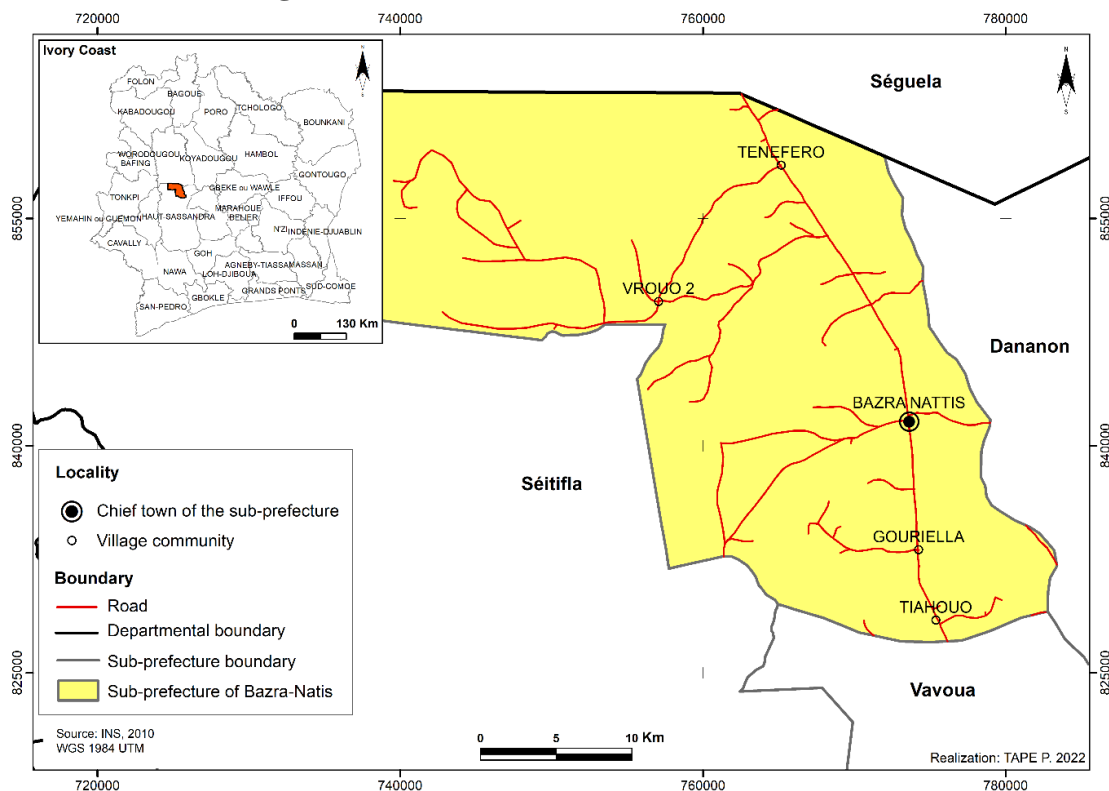 720000
740000
760000
780000
Ivory Coast
N
S
FOLON
BAGOUE
KABADOUGOU
PORO
TCHOLOGO
BOUNKANI
WORODOUGOU
BAFING
KOYADOUGOU
HAMBOL
GONTOUGO
TONKPI
GBEKE ou WAWLE
IFFOU
YEMAHIN ou GUEMON
HAUT-SASSANDRA
MARAHOUE
BELIER
N'ZI
INDENIE-DJUABLIN
CAVALLY
GOH
NAWA
LOH-DJIBOUA
AGNEBY-TIASSA
MASSAN
SUD-COMOE
SAN-PEDRO
GBOKLE
GRANDS PONTS
0 130 Km
N
S
Séguela
TENEFERO
855000
855000
VROUO 2
Dananon
BAZRA NATTIS
840000
840000
Séitifla
GOURIELLA
TIAHOUO
825000
825000
Vavoua
Locality
Chief town of the sub-prefecture
Village community
Boundary
Road
Departmental boundary
Sub-prefecture boundary
Sub-prefecture of Bazra-Natis
Source: INS, 2010
WGS 1984 UTM
0 5 10 Km
Realization: TAPE P. 2022
720000
740000
760000
780000